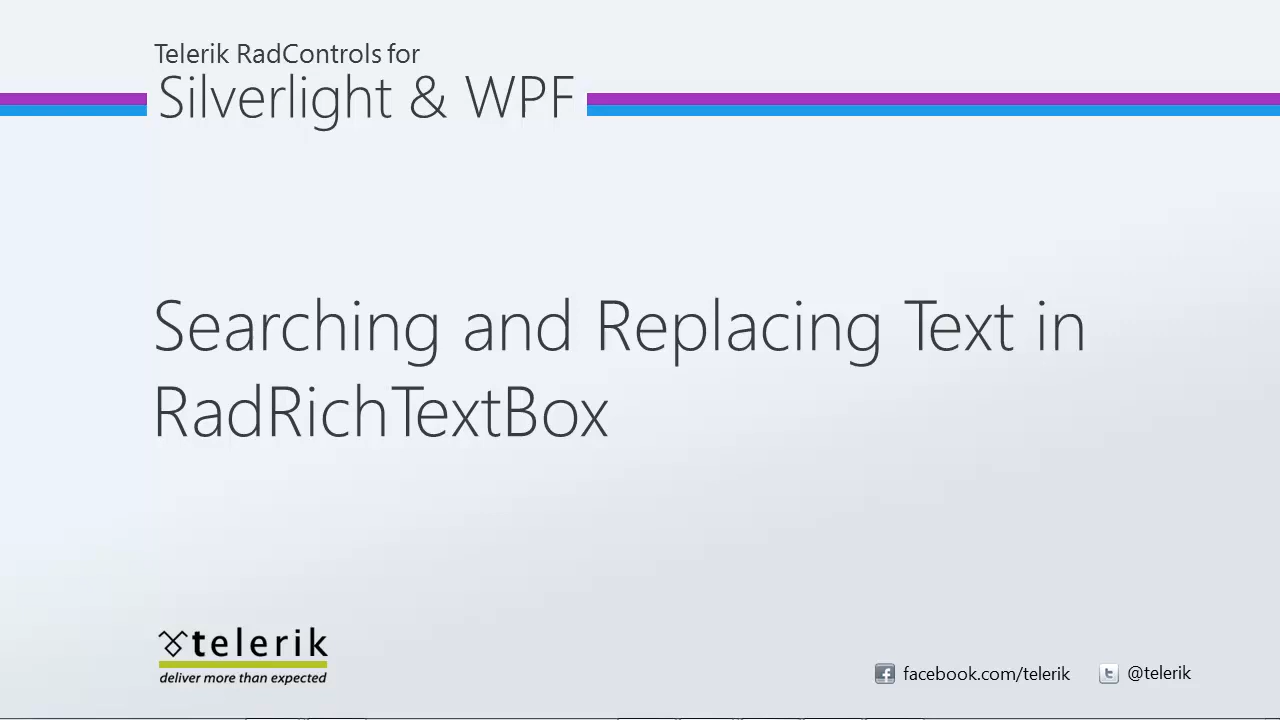 Telerik RadControls for
Silverlight & WPF
Searching and Replacing Text in
RadRichTextBox
telerik
deliver more than expected
facebook.com/telerik
@telerik